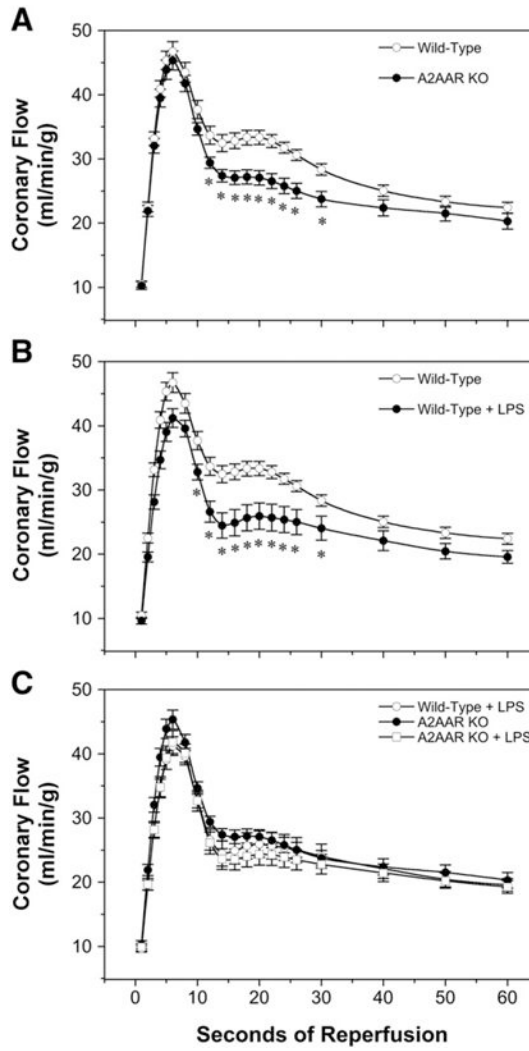 A
Coronary Flow
(ml/min/g)
50
40
30
20
10
Wild-Type
A2AAR KO
* * * * * * * * *
B
Coronary Flow
(ml/min/g)
50
40
30
20
10
Wild-Type
Wild-Type + LPS
* * * * * * * * * *
C
Coronary Flow
(ml/min/g)
50
40
30
20
10
Wild-Type + LPS
A2AAR KO
A2AAR KO + LPS
0 10 20 30 40 50 60
Seconds of Reperfusion